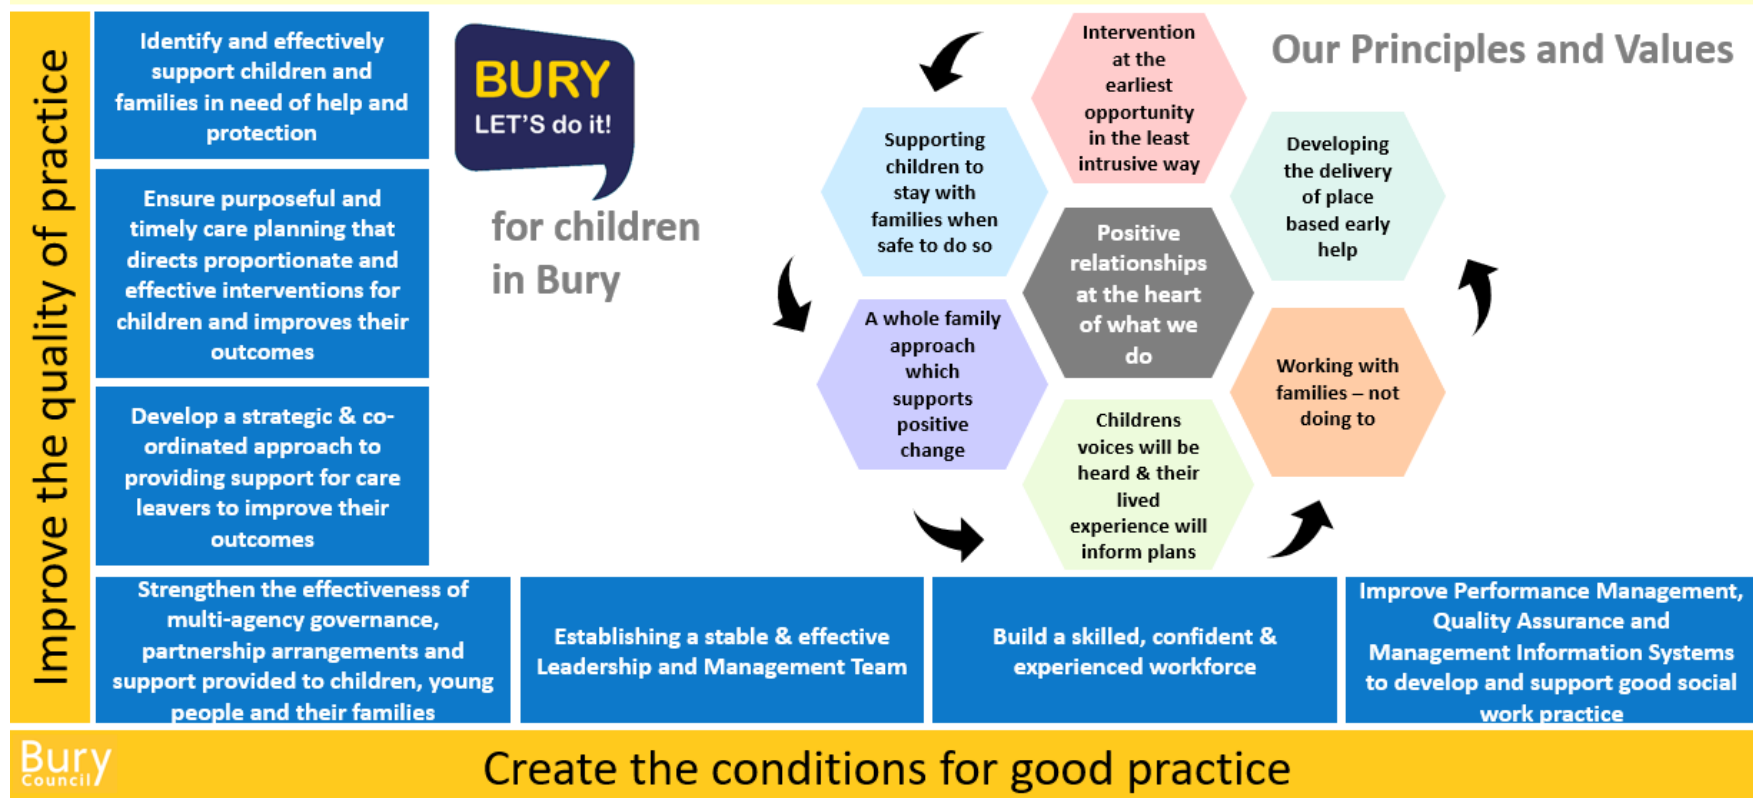 Improve the quality of practice
Identify and effectively
support children and
families in need of help and
protection
Ensure purposeful and
timely care planning that
directs proportionate and
effective interventions for
children and improves their
outcomes
Develop a strategic & co-
ordinated approach to
providing support for care
leavers to improve their
outcomes
BURY
LET'S do it!
for children
in Bury
Our Principles and Values
Intervention
at the
earliest
opportunity
in the least
intrusive way
Supporting
children to
stay with
families when
safe to do so
Developing
the delivery
of place
based early
help
Positive
relationships
at the heart
of what we
do
A whole family
approach
which
supports
positive
change
Working with
families – not
doing to
Childrens
voices will be
heard & their
lived
experience will
inform plans
Strengthen the effectiveness of
multi-agency governance,
partnership arrangements and
support provided to children, young
people and their families
Establishing a stable & effective
Leadership and Management Team
Build a skilled, confident &
experienced workforce
Improve Performance Management,
Quality Assurance and
Management Information Systems
to develop and support good social
work practice
Bury
Council
Create the conditions for good practice